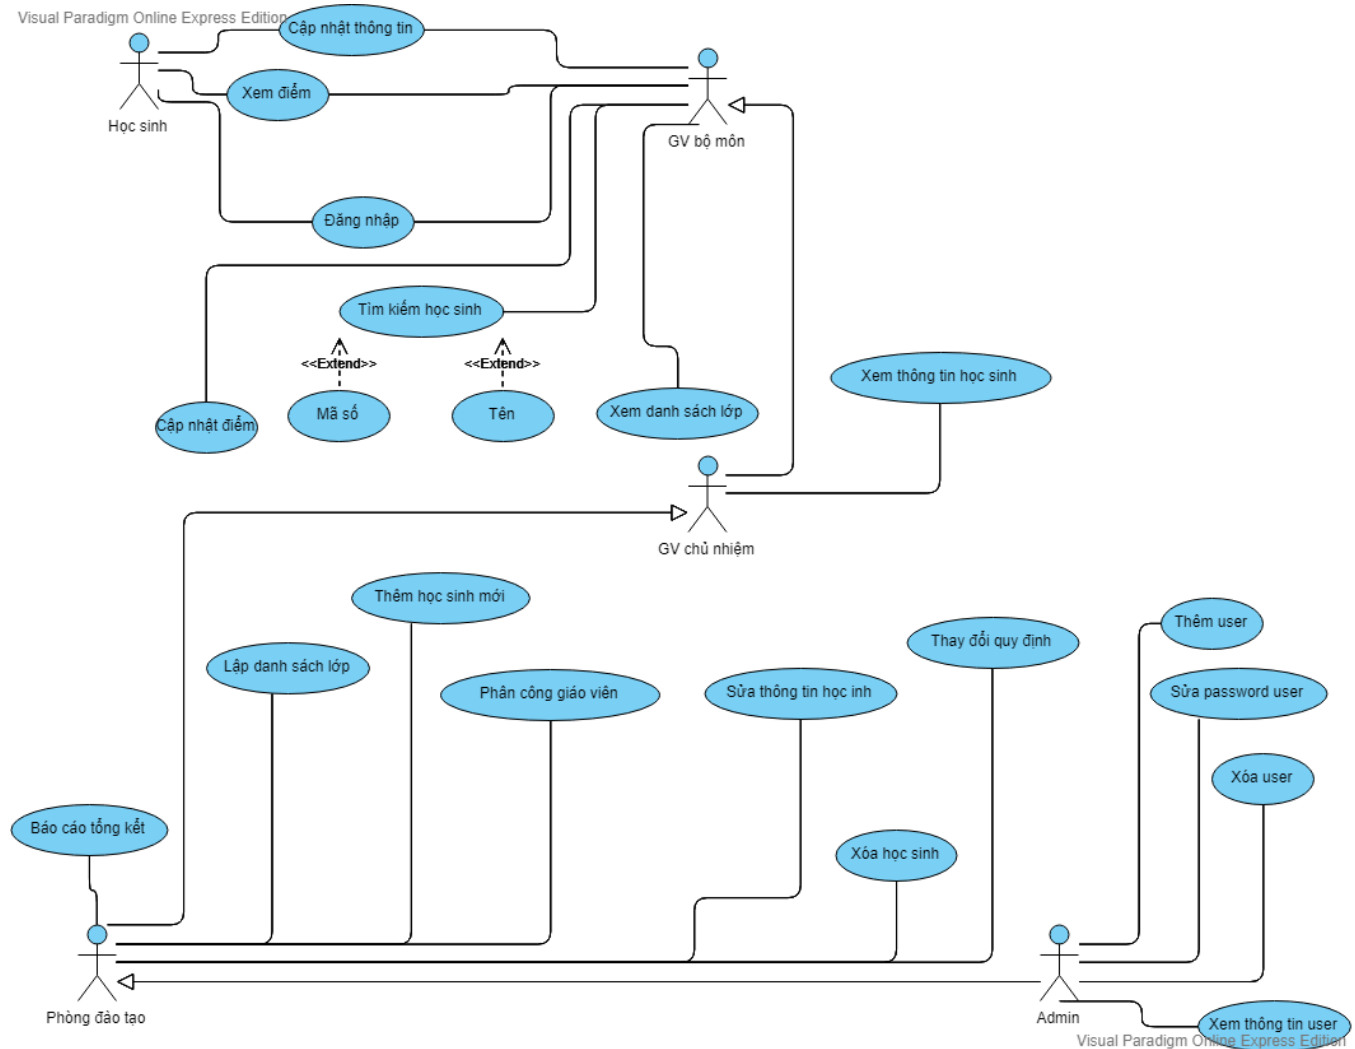 Visual Paradigm Online Express Edition
Cập nhật thông tin
Xem điểm
Học sinh
GV bộ môn
Đăng nhập
Tìm kiếm học sinh
<<Extend>>
<<Extend>>
Mã số
Tên
Cập nhật điểm
Xem danh sách lớp
Xem thông tin học sinh
GV chủ nhiệm
Thêm học sinh mới
Lập danh sách lớp
Phân công giáo viên
Sửa thông tin học inh
Thay đổi quy định
Thêm user
Sửa password user
Xóa user
Báo cáo tổng kết
Xóa học sinh
Phòng đào tạo
Admin
Xem thông tin user
Visual Paradigm Online Express Edition